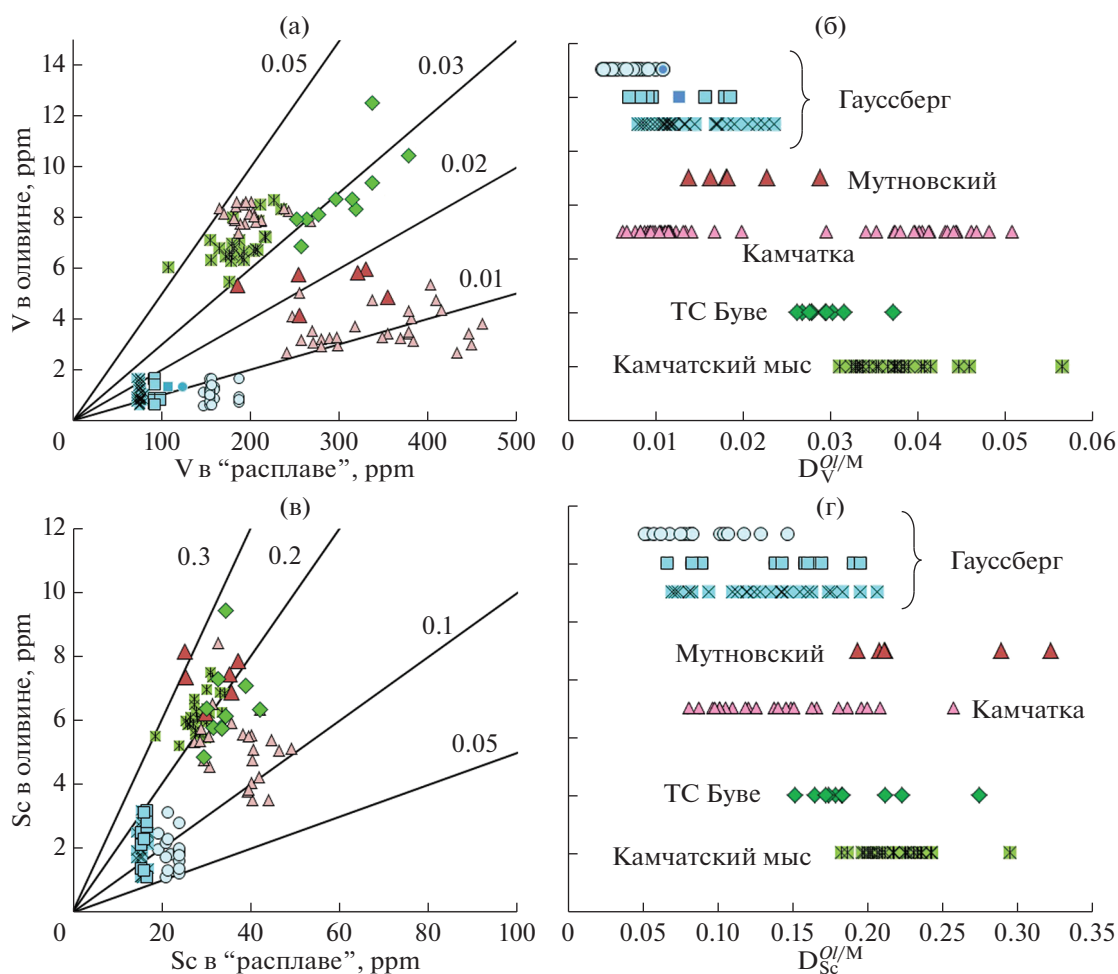 (а)
14
12
10
8
6
4
2
0
100
200
300
400
500
0.05
0.03
0.02
0.01
V в оливине, ppm
V в “расплаве”, ppm
(б)
Гауссберг
Мутновский
Камчатка
ТС Буве
Камчатский мыс
0
0.01
0.02
0.03
0.04
0.05
0.06
D_V^{Ol/M}
(в)
12
10
8
6
4
2
0
20
40
60
80
100
0.3
0.2
0.1
0.05
Sc в оливине, ppm
Sc в “расплаве”, ppm
(г)
Гауссберг
Мутновский
Камчатка
ТС Буве
Камчатский мыс
0
0.05
0.10
0.15
0.20
0.25
0.30
0.35
D_{Sc}^{Ol/M}